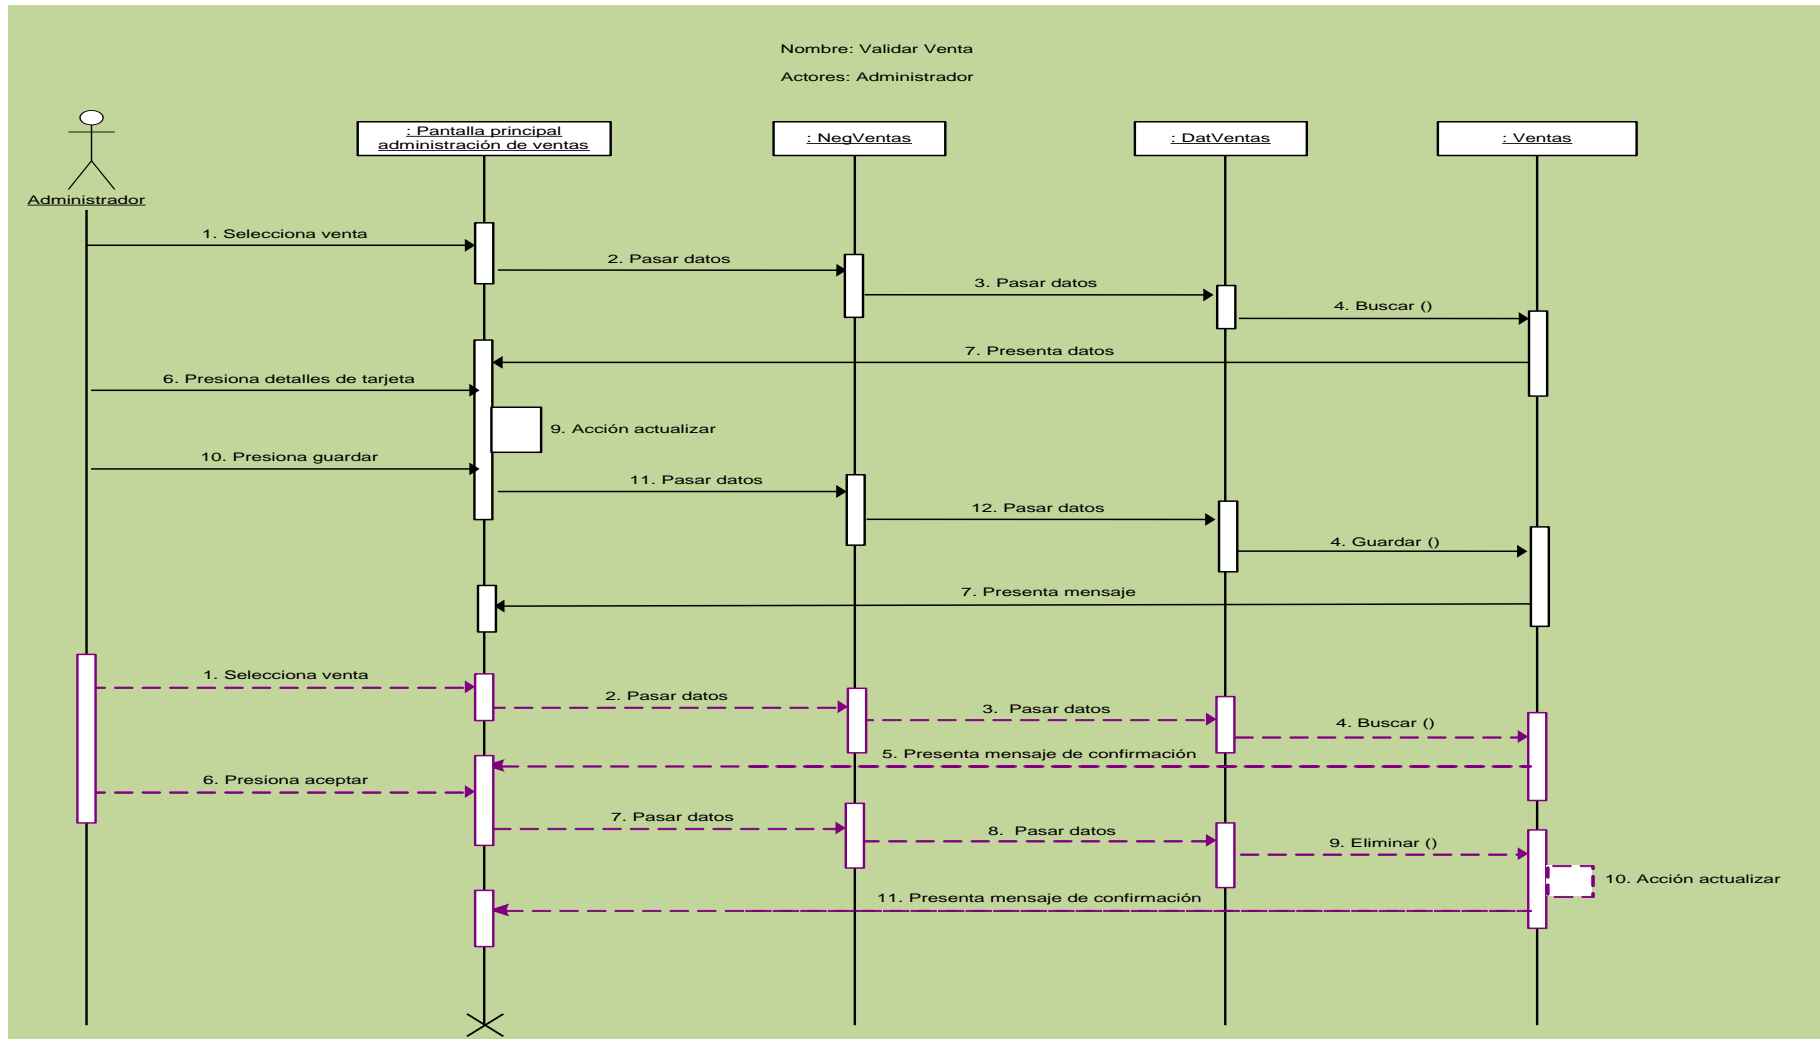 Nombre: Validar Venta
Actores: Administrador
: Pantalla principal
administración de ventas
: NegVentas
: DatVentas
: Ventas
Administrador
1. Selecciona venta
2. Pasar datos
3. Pasar datos
4. Buscar ()
7. Presenta datos
6. Presiona detalles de tarjeta
9. Acción actualizar
10. Presiona guardar
11. Pasar datos
12. Pasar datos
4. Guardar ()
7. Presenta mensaje
1. Selecciona venta
2. Pasar datos
3.  Pasar datos
4. Buscar ()
5. Presenta mensaje de confirmación
6. Presiona aceptar
7. Pasar datos
8.  Pasar datos
9. Eliminar ()
10. Acción actualizar
11. Presenta mensaje de confirmación